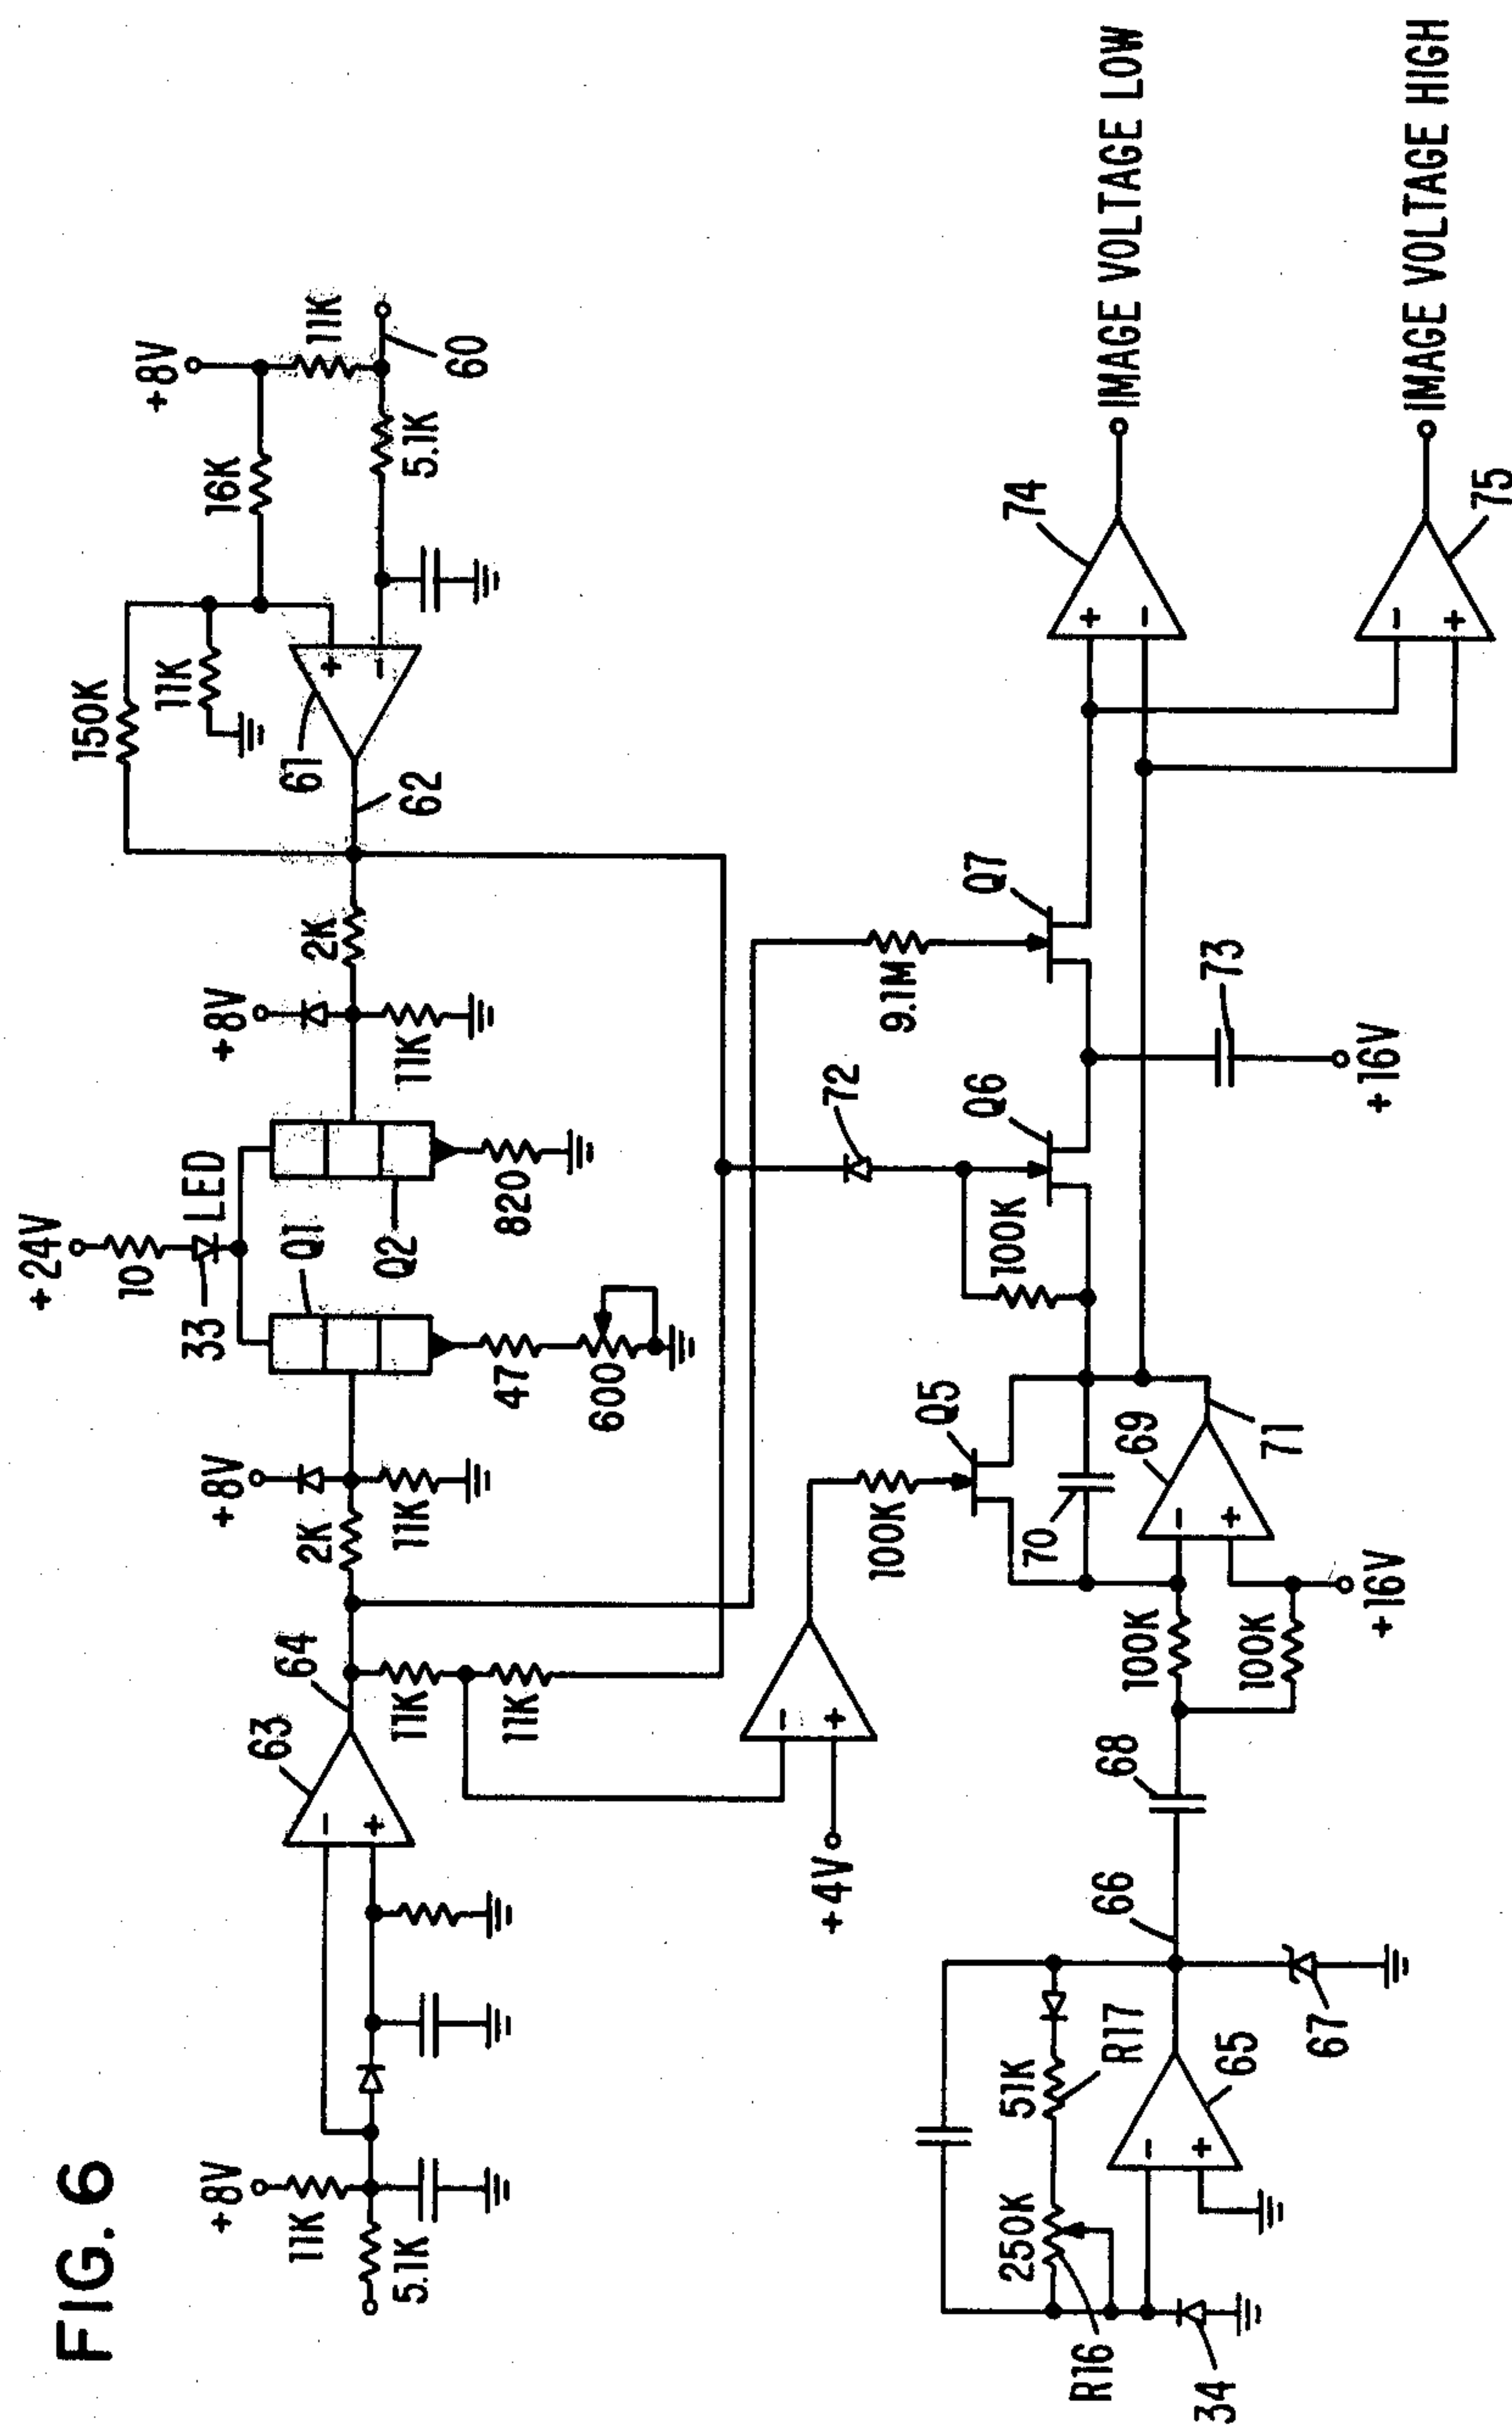 FIG. 6
+8V
11K
5.1K
63
64
11K
11K
2K
+8V
11K
+24V
10
33
LED
Q1
47
600
Q2
820
+8V
11K
2K
62
61
150K
11K
16K
+8V
11K
5.1K
60
+4V
100K
Q5
70
100K
72
Q6
9.1M
Q7
73
+16V
74
IMAGE VOLTAGE LOW
75
IMAGE VOLTAGE HIGH
34
R16
250K
51K
R17
65
67
66
68
100K
100K
+16V
69
71
+
−
−
+
−
+
−
+
−
+
+
−
−
+